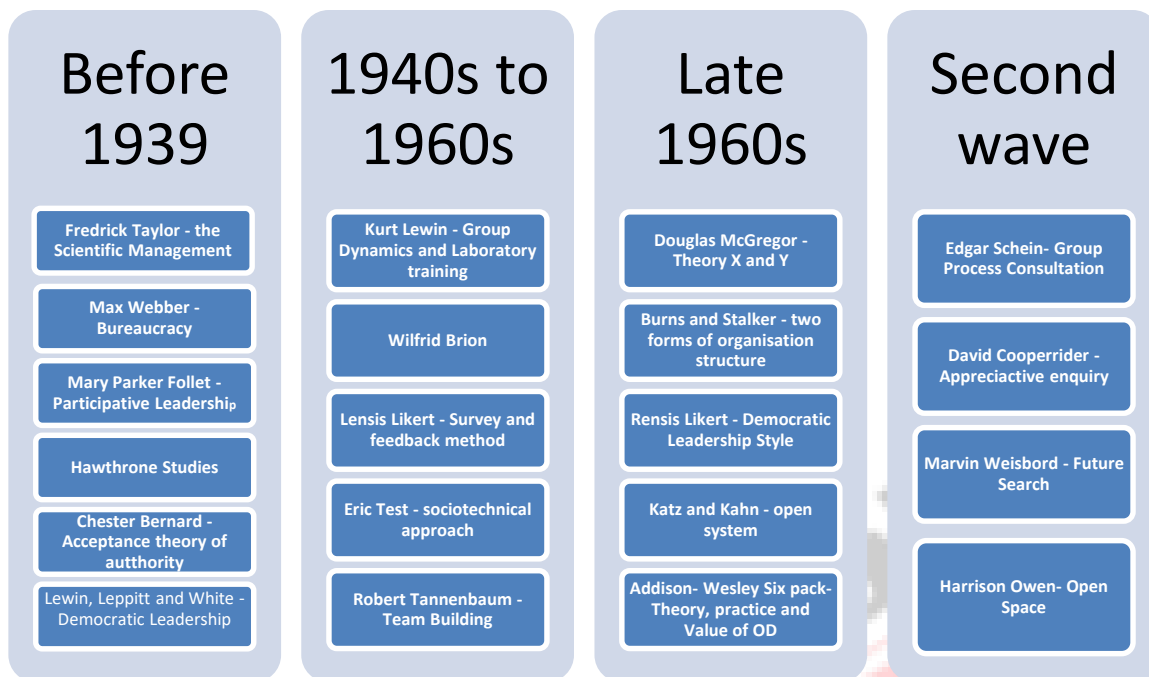 Before
1939
Fredrick Taylor - the
Scientific Management
Max Webber -
Bureaucracy
Mary Parker Follet -
Participative Leadership
Hawthrone Studies
Chester Bernard -
Acceptance theory of
autthority
Lewin, Leppitt and White -
Democratic Leadership
1940s to
1960s
Kurt Lewin - Group
Dynamics and Laboratory
training
Wilfrid Brion
Lensis Likert - Survey and
feedback method
Eric Test - sociotechnical
approach
Robert Tannenbaum -
Team Building
Late
1960s
Douglas McGregor -
Theory X and Y
Burns and Stalker - two
forms of organisation
structure
Rensis Likert - Democratic
Leadership Style
Katz and Kahn - open
system
Addison- Wesley Six pack-
Theory, practice and
Value of OD
Second
wave
Edgar Schein- Group
Process Consultation
David Cooperrider -
Appreciactive enquiry
Marvin Weisbord - Future
Search
Harrison Owen- Open
Space